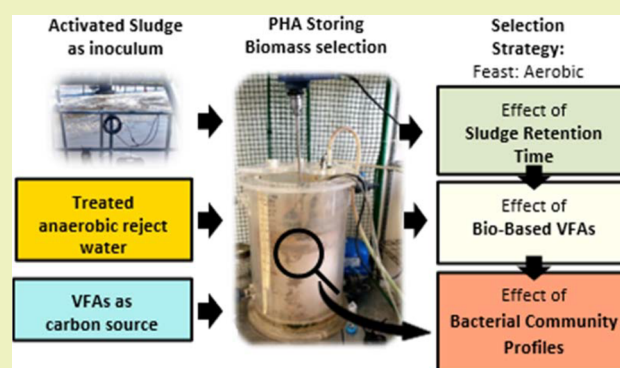 Activated Sludge
as inoculum
PHA Storing
Biomass selection
Selection
Strategy:
Feast: Aerobic
Treated
anaerobic reject
water
VFAs as
carbon source
Effect of
Sludge Retention
Time
Effect of
Bio-Based VFAs
Effect of
Bacterial Community
Profiles